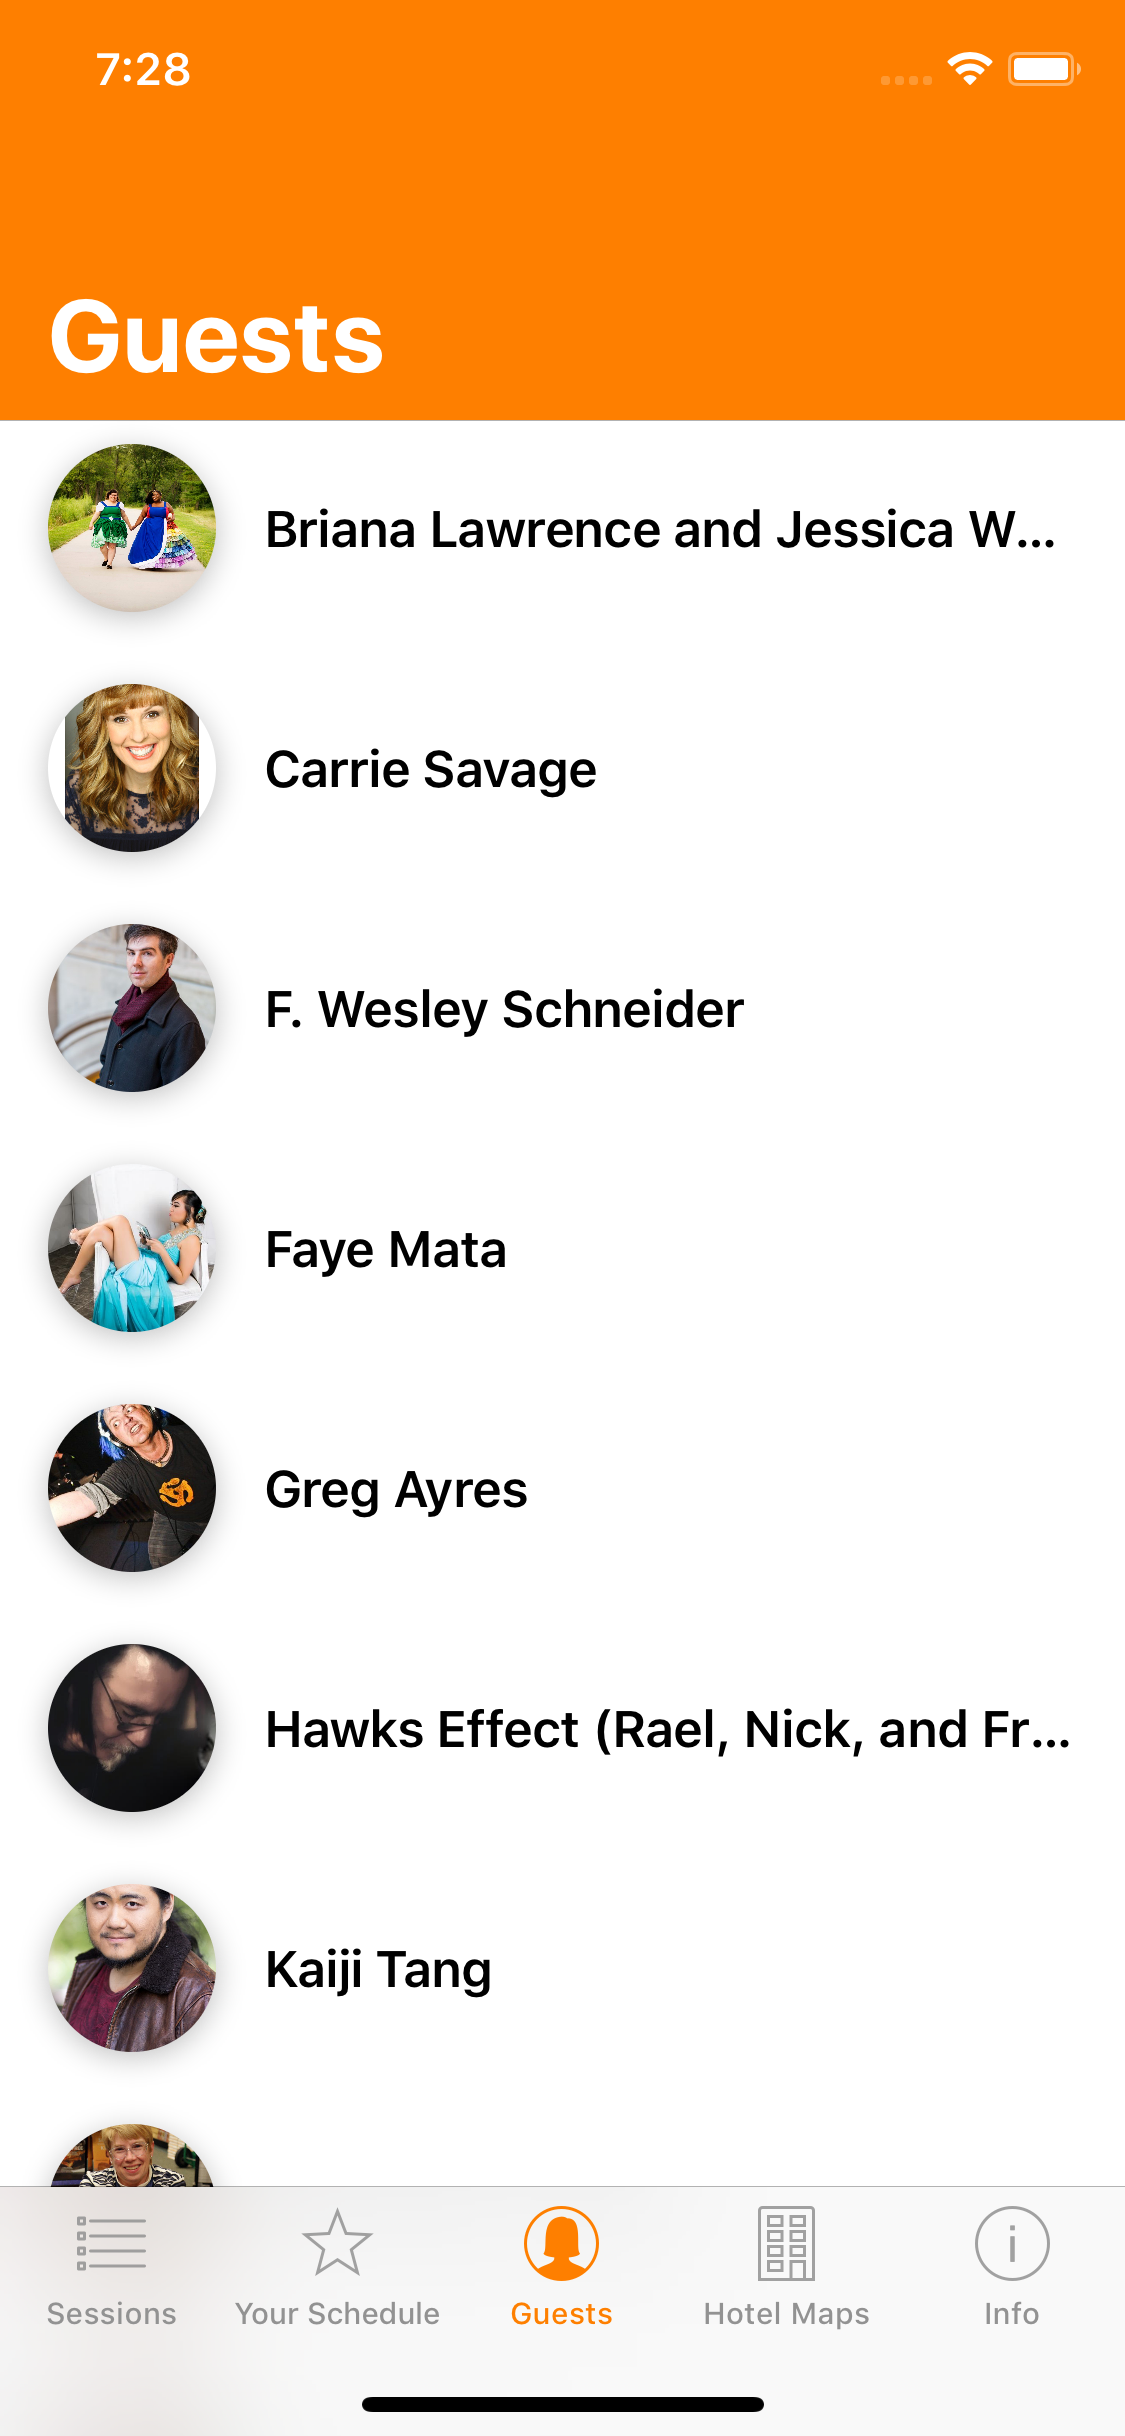 7:28
Guests
Briana Lawrence and Jessica W...
Carrie Savage
F. Wesley Schneider
Faye Mata
Greg Ayres
Hawks Effect (Rael, Nick, and Fr...
Kaiji Tang
Sessions
Your Schedule
Guests
Hotel Maps
Info